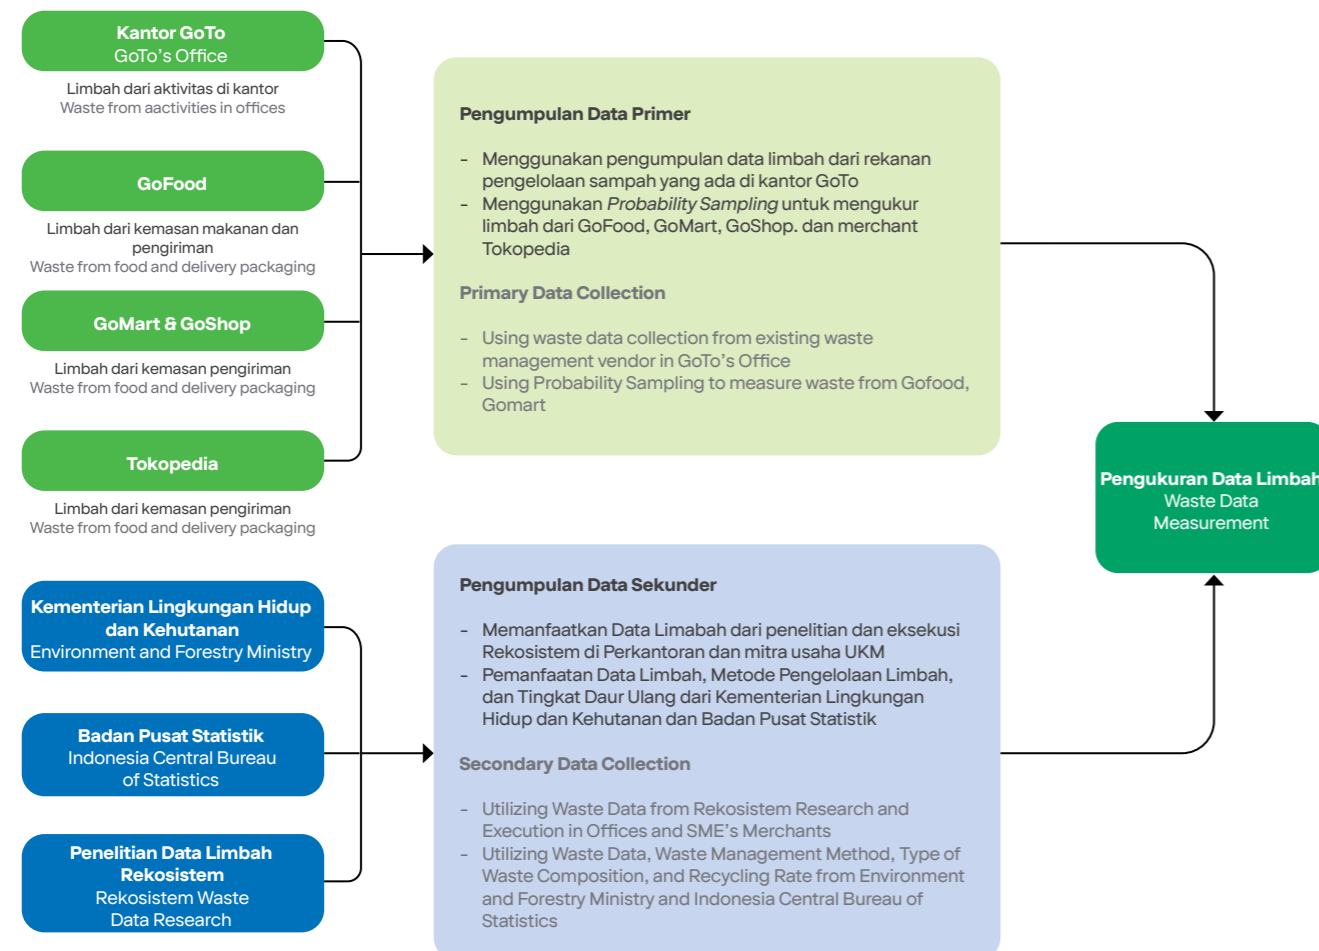 Kantor GoTo
GoTo's Office
Limbah dari aktivitas di kantor
Waste from aactivities in offices
GoFood
Limbah dari kemasan makanan dan
pengiriman
Waste from food and delivery packaging
GoMart & GoShop
Limbah dari kemasan pengiriman
Waste from food and delivery packaging
Tokopedia
Limbah dari kemasan pengiriman
Waste from food and delivery packaging
Kementerian Lingkungan Hidup
dan Kehutanan
Environment and Forestry Ministry
Badan Pusat Statistik
Indonesia Central Bureau
of Statistics
Penelitian Data Limbah
Rekosistem
Rekosistem Waste
Data Research
Pengumpulan Data Primer
- Menggunakan pengumpulan data limbah dari rekanan
pengelolaan sampah yang ada di kantor GoTo
- Menggunakan Probability Sampling untuk mengukur
limbah dari GoFood, GoMart, GoShop. dan merchant
Tokopedia
Primary Data Collection
- Using waste data collection from existing waste
management vendor in GoTo's Office
- Using Probability Sampling to measure waste from Gofood,
Gomart
Pengumpulan Data Sekunder
- Memanfaatkan Data Limabah dari penelitian dan eksekusi
Rekosistem di Perkantoran dan mitra usaha UKM
- Pemanfaatan Data Limbah, Metode Pengelolaan Limbah,
dan Tingkat Daur Ulang dari Kementerian Lingkungan
Hidup dan Kehutanan dan Badan Pusat Statistik
Secondary Data Collection
- Utilizing Waste Data from Rekosistem Research and
Execution in Offices and SME's Merchants
- Utilizing Waste Data, Waste Management Method, Type of
Waste Composition, and Recycling Rate from Environment
and Forestry Ministry and Indonesia Central Bureau of
Statistics
Pengukuran Data Limbah
Waste Data
Measurement